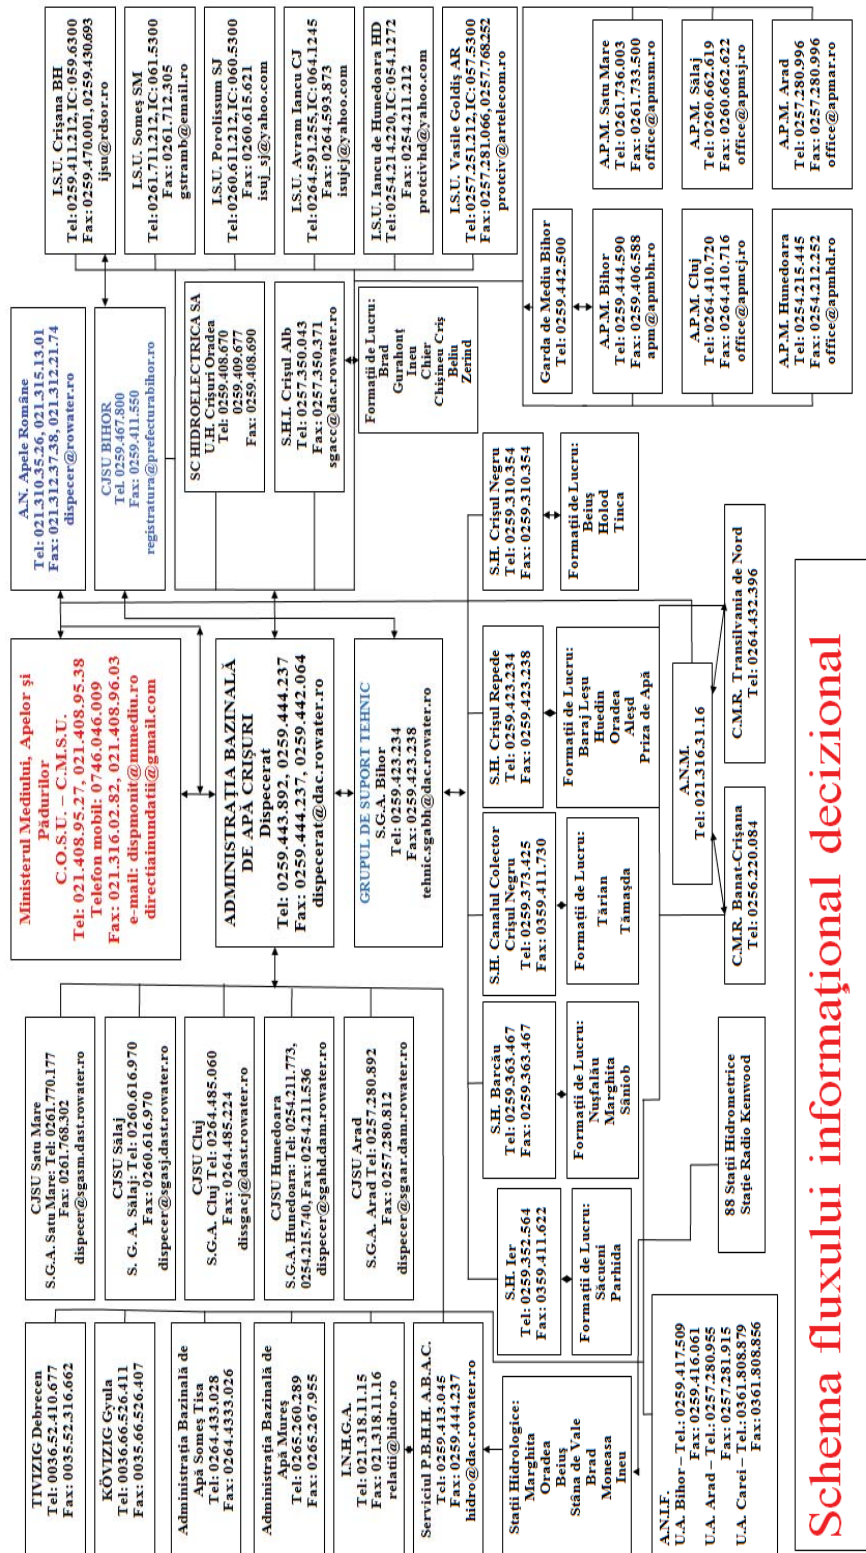 TIVIZIG Debrecen
Tel: 0036.52.410.677
Fax: 0035.52.316.662
KÖVIZIG Gyula
Tel: 0036.66.526.411
Fax: 0035.66.526.407
Administrația Bazinală de
Apă Someș Tisa
Tel: 0264.433.028
Fax: 0264.4333.026
Administrația Bazinală de
Apă Mureș
Tel: 0265.260.289
Fax: 0265.267.955
I.N.H.G.A.
Tel: 021.318.11.15
Fax: 021.318.11.16
relatii@hidro.ro
Serviciul P.B.H.H. A.B.A.C.
Tel: 0259.413.045
Fax: 0259.444.237
hidro@dac.rowater.ro
Stații Hidrologice:
Marghita
Oradea
Beiuș
Stâna de Vale
Brad
Moneasa
Ineu
A.N.I.F.
U.A. Bihor – Tel.: 0259.417.509
Fax: 0259.416.061
U.A. Arad – Tel.: 0257.280.955
Fax: 0257.281.915
U.A. Carei – Tel.: 0361.808.879
Fax: 0361.808.856
CJSU Satu Mare
S.G.A. Satu Mare: Tel: 0261.770.177
Fax: 0261.768.302
dispecer@sgasm.dast.rowater.ro
CJSU Sălaj
S. G. A. Sălaj: Tel: 0260.616.970
Fax: 0260.616.970
dispecer@sgasj.dast.rowater.ro
CJSU Cluj
S.G.A. Cluj Tel: 0264.485.060
Fax: 0264.485.224
dissgacj@dast.rowater.ro
CJSU Hunedoara
S.G.A. Hunedoara: Tel: 0254.211.773,
0254.215.740, Fax: 0254.211.536
dispecer@sgahd.dam.rowater.ro
CJSU Arad
S.G.A. Arad Tel: 0257.280.892
Fax: 0257.280.812
dispecer@sgaar.dam.rowater.ro
S.H. Ier
Tel: 0259.352.564
Fax: 0359.411.622
Formații de Lucru:
Săcueni
Parhida
S.H. Barcău
Tel: 0259.363.467
Fax: 0259.363.467
Formații de Lucru:
Nușfalău
Marghita
Sâniob
88 Stații Hidrometrice
Stație Radio Kenwood
Ministerul Mediului, Apelor și
Pădurilor
C.O.S.U. – C.M.S.U.
Tel: 021.408.95.27, 021.408.95.38
Telefon mobil: 0746.046.009
Fax: 021.316.02.82, 021.408.96.03
e-mail: dispmonit@mmediu.ro
directiainundatii@gmail.com
ADMINISTRAȚIA BAZINALĂ
DE APĂ CRIȘURI
Dispecerat
Tel: 0259.443.892, 0259.444.237
Fax: 0259.444.237, 0259.442.064
dispecerat@dac.rowater.ro
GRUPUL DE SUPORT TEHNIC
S.G.A. Bihor
Tel: 0259.423.234
Fax: 0259.423.238
tehnic.sgabh@dac.rowater.ro
S.H. Canalul Colector
Crișul Negru
Tel: 0259.373.425
Fax: 0359.411.730
Formații de Lucru:
Tărian
Tămașda
S.H. Crișul Repede
Tel: 0259.423.234
Fax: 0259.423.238
Formații de Lucru:
Baraj Leșu
Huedin
Oradea
Aleșd
Priza de Apă
S.H. Crișul Negru
Tel: 0259.310.354
Fax: 0259.310.354
Formații de Lucru:
Beiuș
Holod
Tinca
A.N.M.
Tel: 021.316.31.16
C.M.R. Banat-Crișana
Tel: 0256.220.084
C.M.R. Transilvania de Nord
Tel: 0264.432.396
A.N. Apele Române
Tel: 021.310.35.26, 021.315.13.01
Fax: 021.312.37.38, 021.312.21.74
dispecer@rowater.ro
CJSU BIHOR
Tel. 0259.467.800
Fax: 0259.411.550
registratura@prefecturabihor.ro
SC HIDROELECTRICA SA
U.H. Crișuri Oradea
Tel: 0259.408.670
0259.409.677
Fax: 0259.408.690
S.H.I. Crișul Alb
Tel: 0257.350.043
Fax: 0257.350.371
sgacc@dac.rowater.ro
Formații de Lucru:
Brad
Gurahonț
Ineu
Chier
Chișineu Criș
Beliu
Zerind
I.S.U. Crișana BH
Tel: 0259.411.212, IC: 059.6300
Fax: 0259.470.001, 0259.430.693
ijsu@rdsor.ro
I.S.U. Someș SM
Tel: 0261.711.212, IC: 061.5300
Fax: 0261.712.305
gstramb@email.ro
I.S.U. Porolissum SJ
Tel: 0260.611.212, IC: 060.5300
Fax: 0260.615.621
isuj_sj@yahoo.com
I.S.U. Avram Iancu CJ
Tel: 0264.591.255, IC: 064.1245
Fax: 0264.593.873
isujcj@yahoo.com
I.S.U. Iancu de Hunedoara HD
Tel: 0254.214.220, IC: 054.1272
Fax: 0254.211.212
protcivhd@yahoo.com
I.S.U. Vasile Goldiș AR
Tel: 0257.251.212, IC: 057.5300
Fax: 0257.281.066, 0257.768.252
protciv@artelecom.ro
Garda de Mediu Bihor
Tel: 0259.442.500
A.P.M. Bihor
Tel: 0259.444.590
Fax: 0259.406.588
apm@apmbh.ro
A.P.M. Cluj
Tel: 0264.410.720
Fax: 0264.410.716
office@apmcj.ro
A.P.M. Hunedoara
Tel: 0254.215.445
Fax: 0254.212.252
office@apmhd.ro
A.P.M. Satu Mare
Tel: 0261.736.003
Fax: 0261.733.500
office@apmsm.ro
A.P.M. Sălaj
Tel: 0260.662.619
Fax: 0260.662.622
office@apmsj.ro
A.P.M. Arad
Tel: 0257.280.996
Fax: 0257.280.996
office@apmar.ro
Schema fluxului informaţional decizional